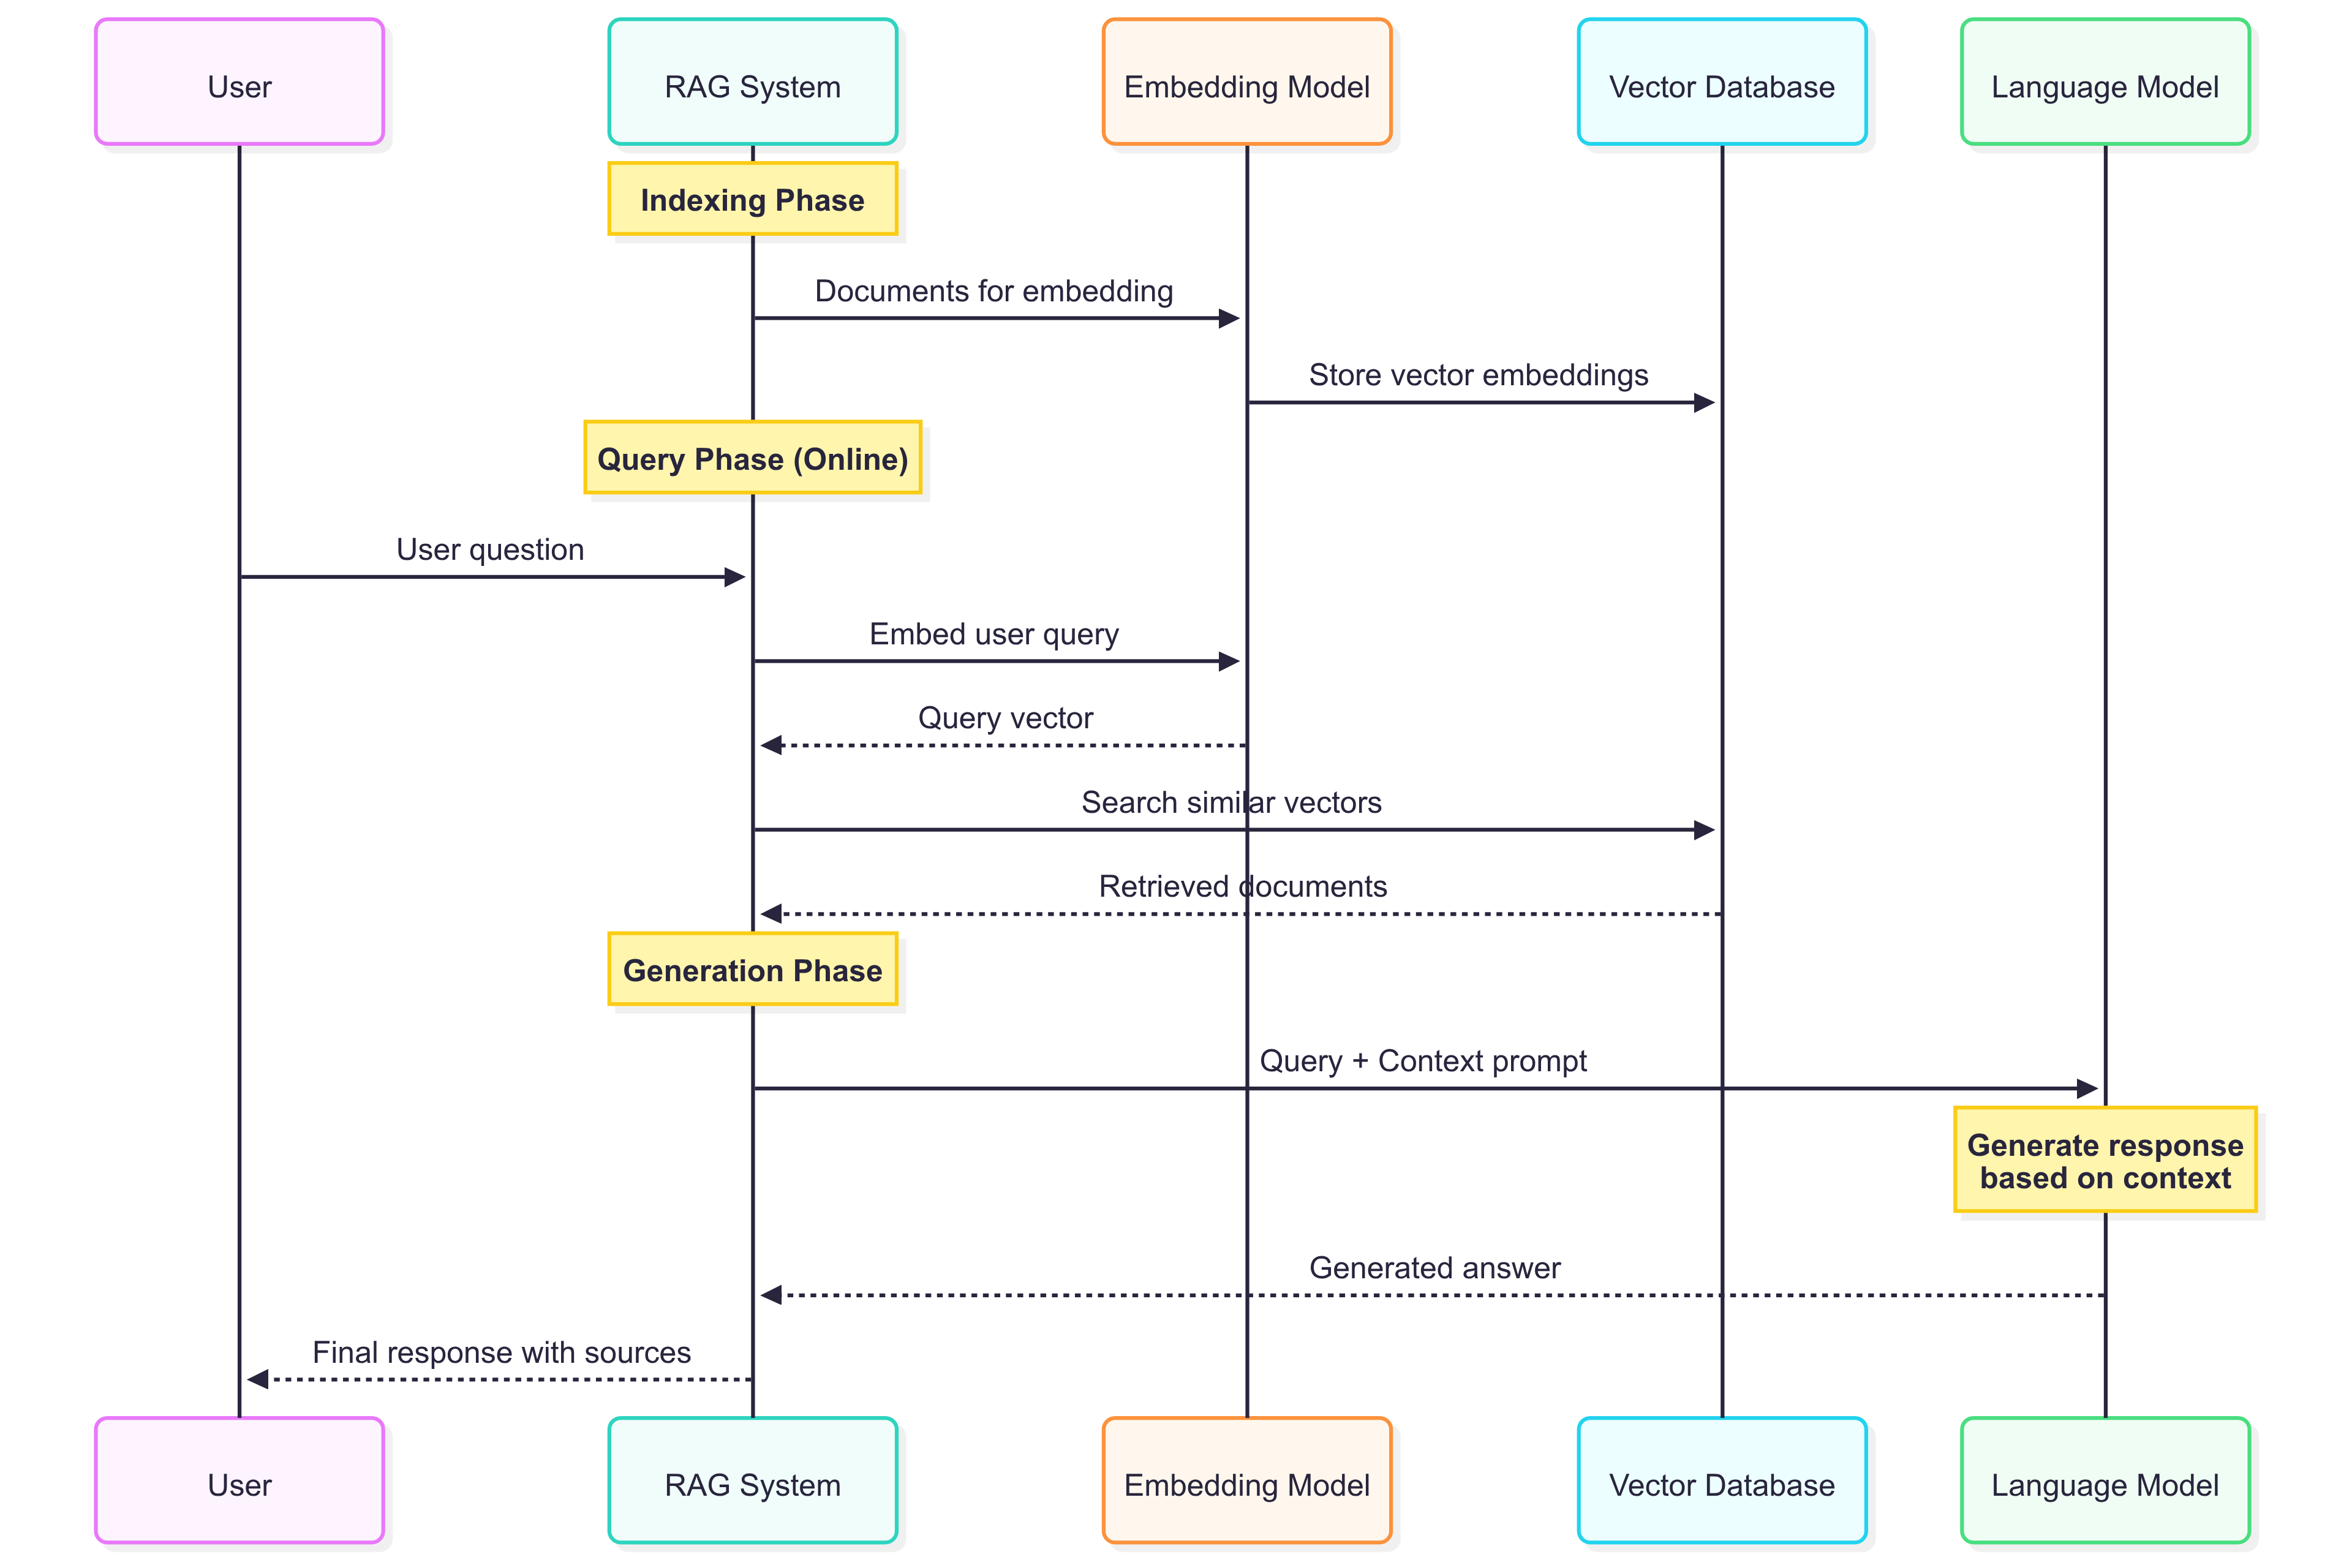 User
RAG System
Embedding Model
Vector Database
Language Model
Indexing Phase
Documents for embedding
Store vector embeddings
Query Phase (Online)
User question
Embed user query
Query vector
Search similar vectors
Retrieved documents
Generation Phase
Query + Context prompt
Generate response
based on context
Generated answer
Final response with sources
User
RAG System
Embedding Model
Vector Database
Language Model